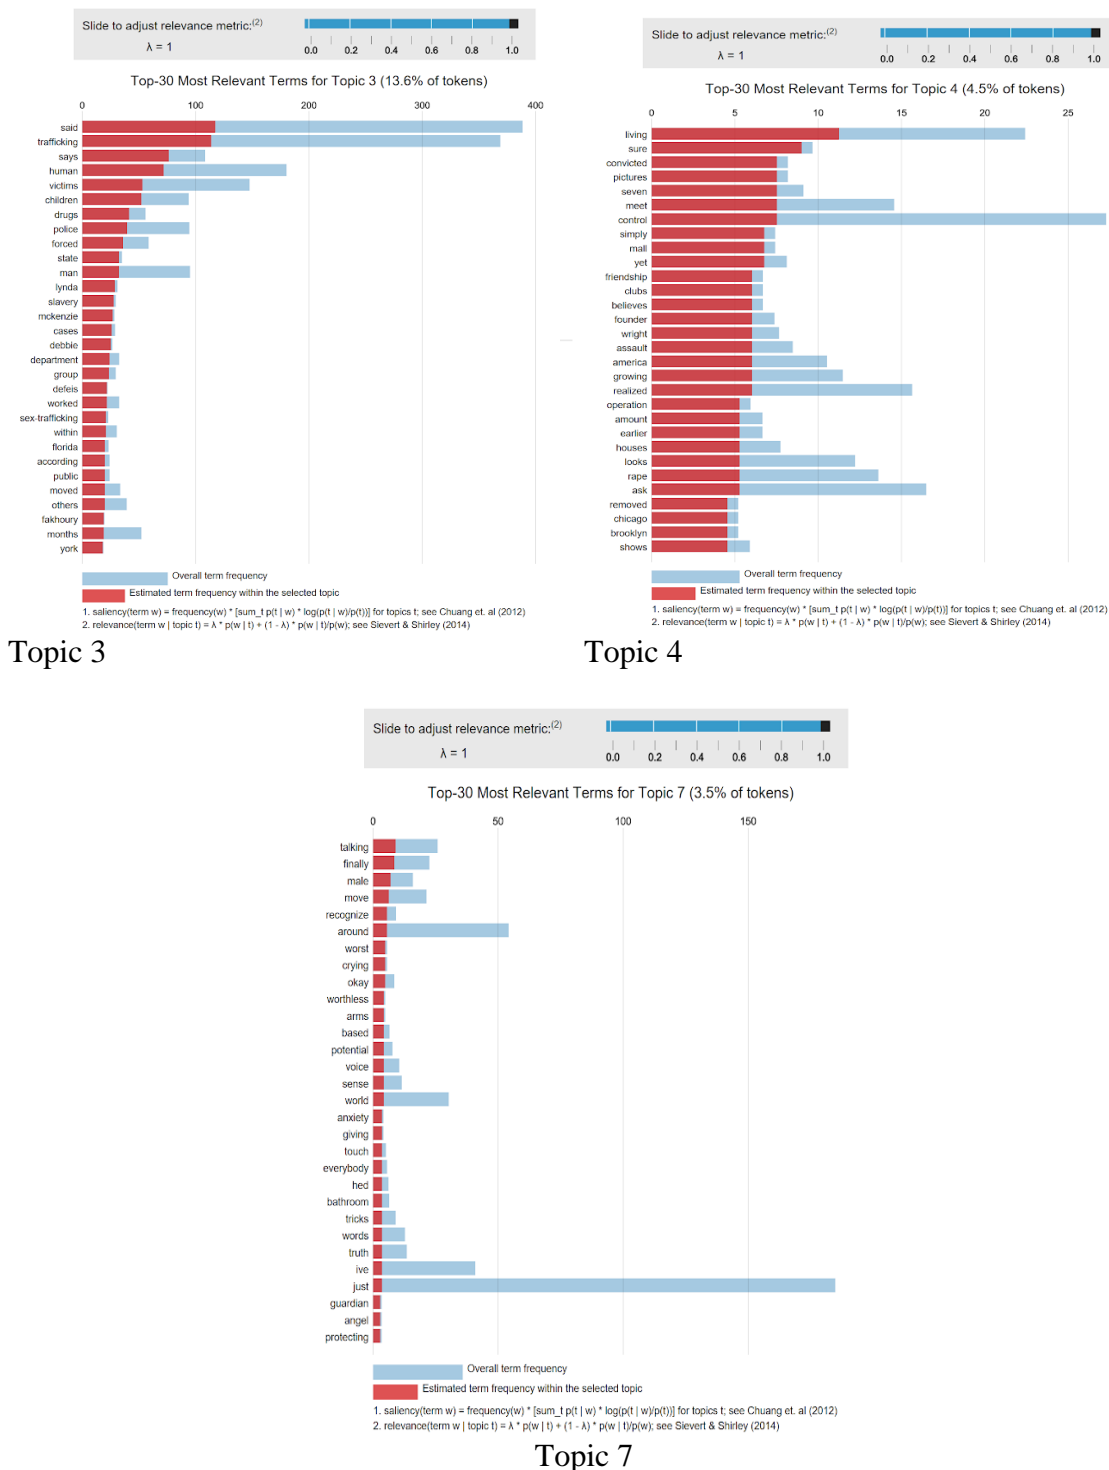 Slide to adjust relevance metric:(2)
λ = 1
0.0 0.2 0.4 0.6 0.8 1.0
Top-30 Most Relevant Terms for Topic 3 (13.6% of tokens)
0 100 200 300 400
said
trafficking
says
human
victims
children
drugs
police
forced
state
man
lynda
slavery
mckenzie
cases
debbie
department
group
defeis
worked
sex-trafficking
within
florida
according
public
moved
others
fakhoury
months
york
Overall term frequency
Estimated term frequency within the selected topic
1. saliency(term w) = frequency(w) * [sum_t p(t | w) * log(p(t | w)/p(t))] for topics t; see Chuang et. al (2012)
2. relevance(term w | topic t) = λ * p(w | t) + (1 - λ) * p(w | t)/p(w); see Sievert & Shirley (2014)
Topic 3
Slide to adjust relevance metric:(2)
λ = 1
0.0 0.2 0.4 0.6 0.8 1.0
Top-30 Most Relevant Terms for Topic 4 (4.5% of tokens)
0 5 10 15 20 25
living
sure
convicted
pictures
seven
meet
control
simply
mall
yet
friendship
clubs
believes
founder
wright
assault
america
growing
realized
operation
amount
earlier
houses
looks
rape
ask
removed
chicago
brooklyn
shows
Overall term frequency
Estimated term frequency within the selected topic
1. saliency(term w) = frequency(w) * [sum_t p(t | w) * log(p(t | w)/p(t))] for topics t; see Chuang et. al (2012)
2. relevance(term w | topic t) = λ * p(w | t) + (1 - λ) * p(w | t)/p(w); see Sievert & Shirley (2014)
Topic 4
Slide to adjust relevance metric:(2)
λ = 1
0.0 0.2 0.4 0.6 0.8 1.0
Top-30 Most Relevant Terms for Topic 7 (3.5% of tokens)
0 50 100 150
talking
finally
male
move
recognize
around
worst
crying
okay
worthless
arms
based
potential
voice
sense
world
anxiety
giving
touch
everybody
hed
bathroom
tricks
words
truth
ive
just
guardian
angel
protecting
Overall term frequency
Estimated term frequency within the selected topic
1. saliency(term w) = frequency(w) * [sum_t p(t | w) * log(p(t | w)/p(t))] for topics t; see Chuang et. al (2012)
2. relevance(term w | topic t) = λ * p(w | t) + (1 - λ) * p(w | t)/p(w); see Sievert & Shirley (2014)
Topic 7